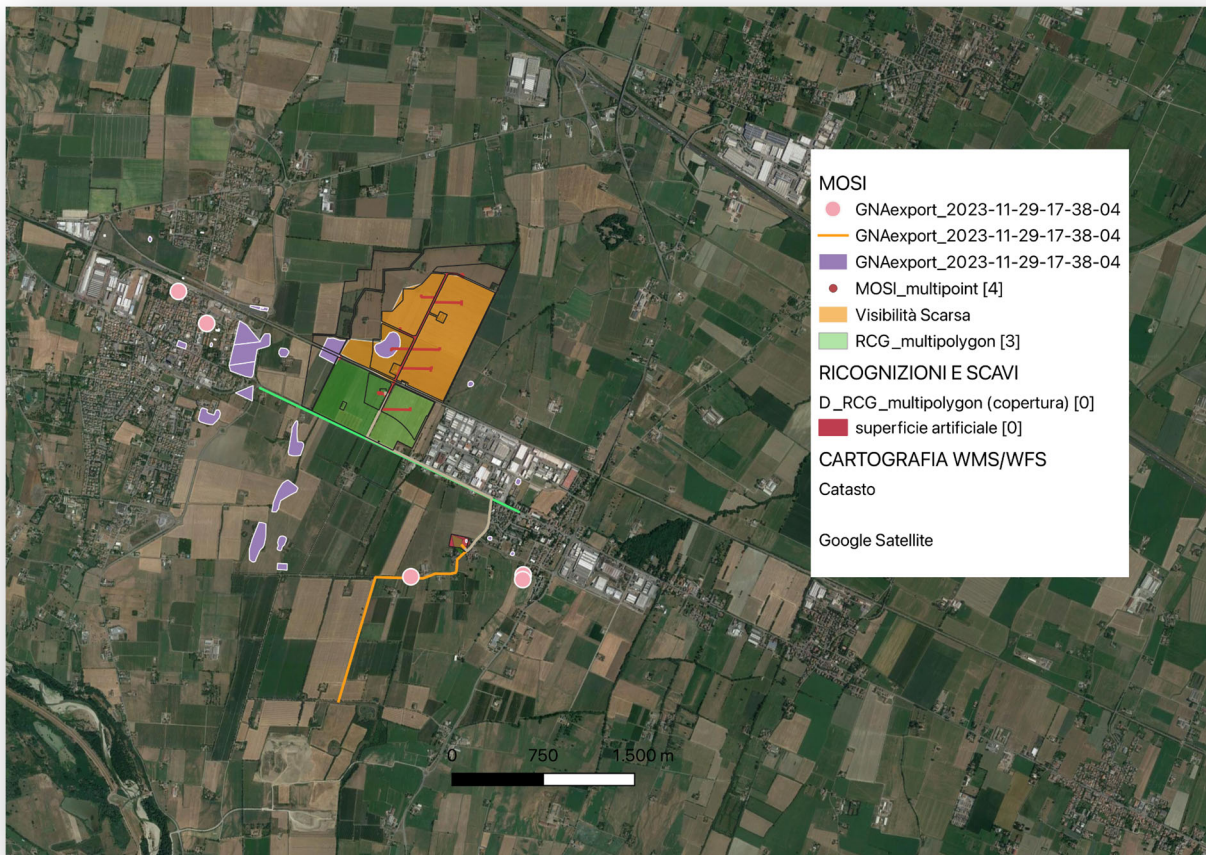 MOSI
GNAexport_2023-11-29-17-38-04
GNAexport_2023-11-29-17-38-04
GNAexport_2023-11-29-17-38-04
MOSI_multipoint [4]
Visibilità Scarsa
RCG_multipolygon [3]
RICOGNIZIONI E SCAVI
D_RCG_multipolygon (copertura) [0]
superficie artificiale [0]
CARTOGRAFIA WMS/WFS
Catasto
Google Satellite
0 750 1.500 m